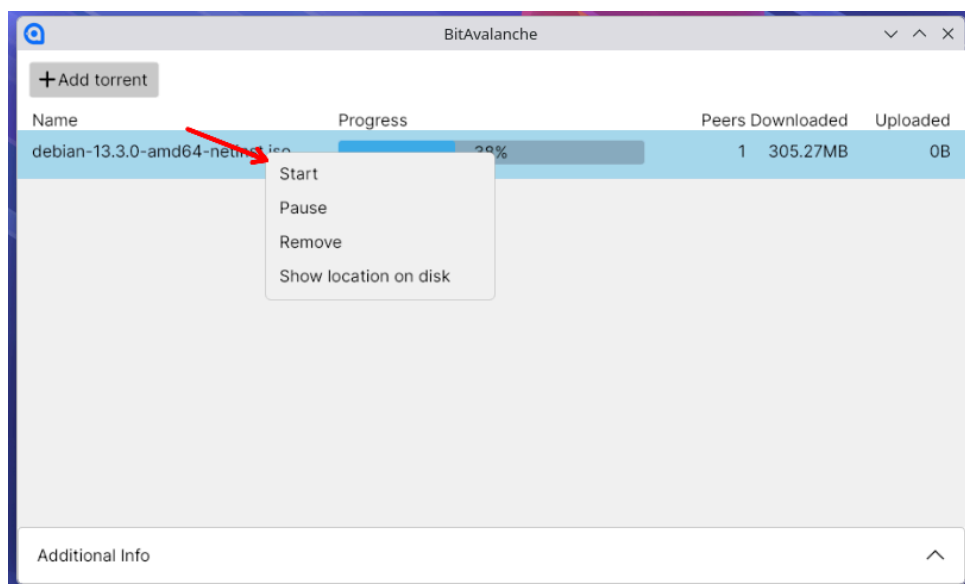 BitAvalanche
+Add torrent
Name Progress Peers Downloaded Uploaded
debian-13.3.0-amd64-netinst.iso 38% 1 305.27MB 0B
Start
Pause
Remove
Show location on disk
Additional Info